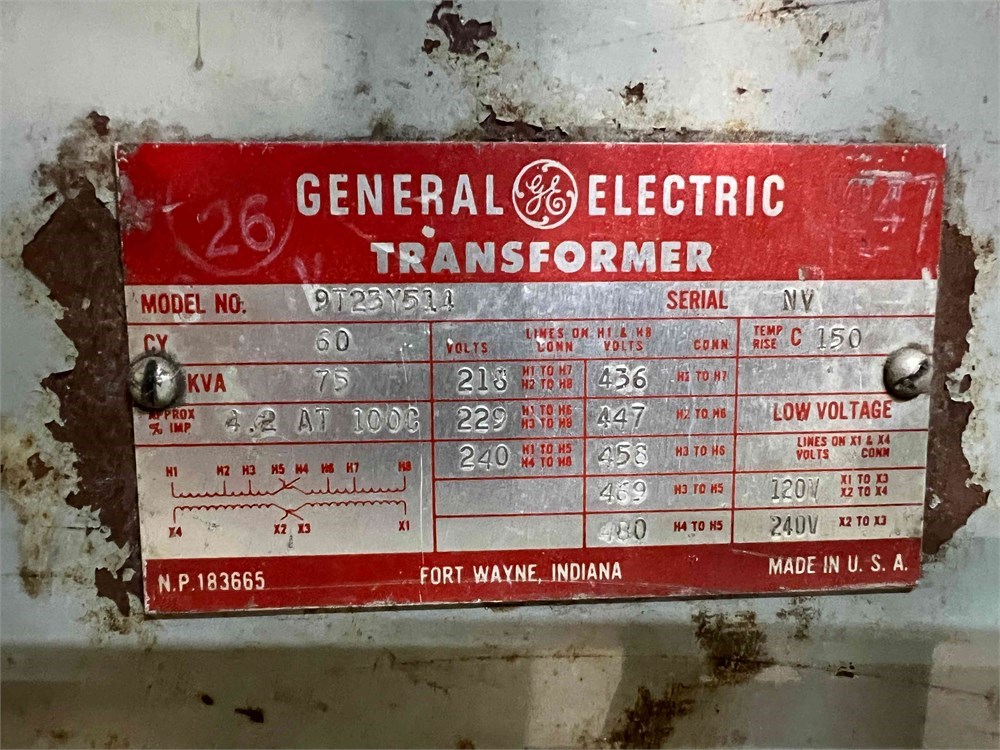 GENERAL GE ELECTRIC
TRANSFORMER
26
MODEL NO. 9T23Y514 SERIAL NV
CY 60
KVA 75
APPROX % IMP 4.2 AT 100C
LINES ON H1 & H8
VOLTS CONN VOLTS CONN
218 H1 TO H7 H2 TO H8 436 H1 TO H7
229 H1 TO H6 H3 TO H8 447 H2 TO H6
240 H1 TO H5 H4 TO H8 458 H3 TO H6
469 H3 TO H5
480 H4 TO H5
TEMP RISE C 150
LOW VOLTAGE
LINES ON X1 & X4
VOLTS CONN
120V X1 TO X3 X2 TO X4
240V X2 TO X3
H1 H2 H3 H5 H4 H6 H7 H8
X4 X2 X3 X1
N.P. 183665 FORT WAYNE, INDIANA MADE IN U. S. A.